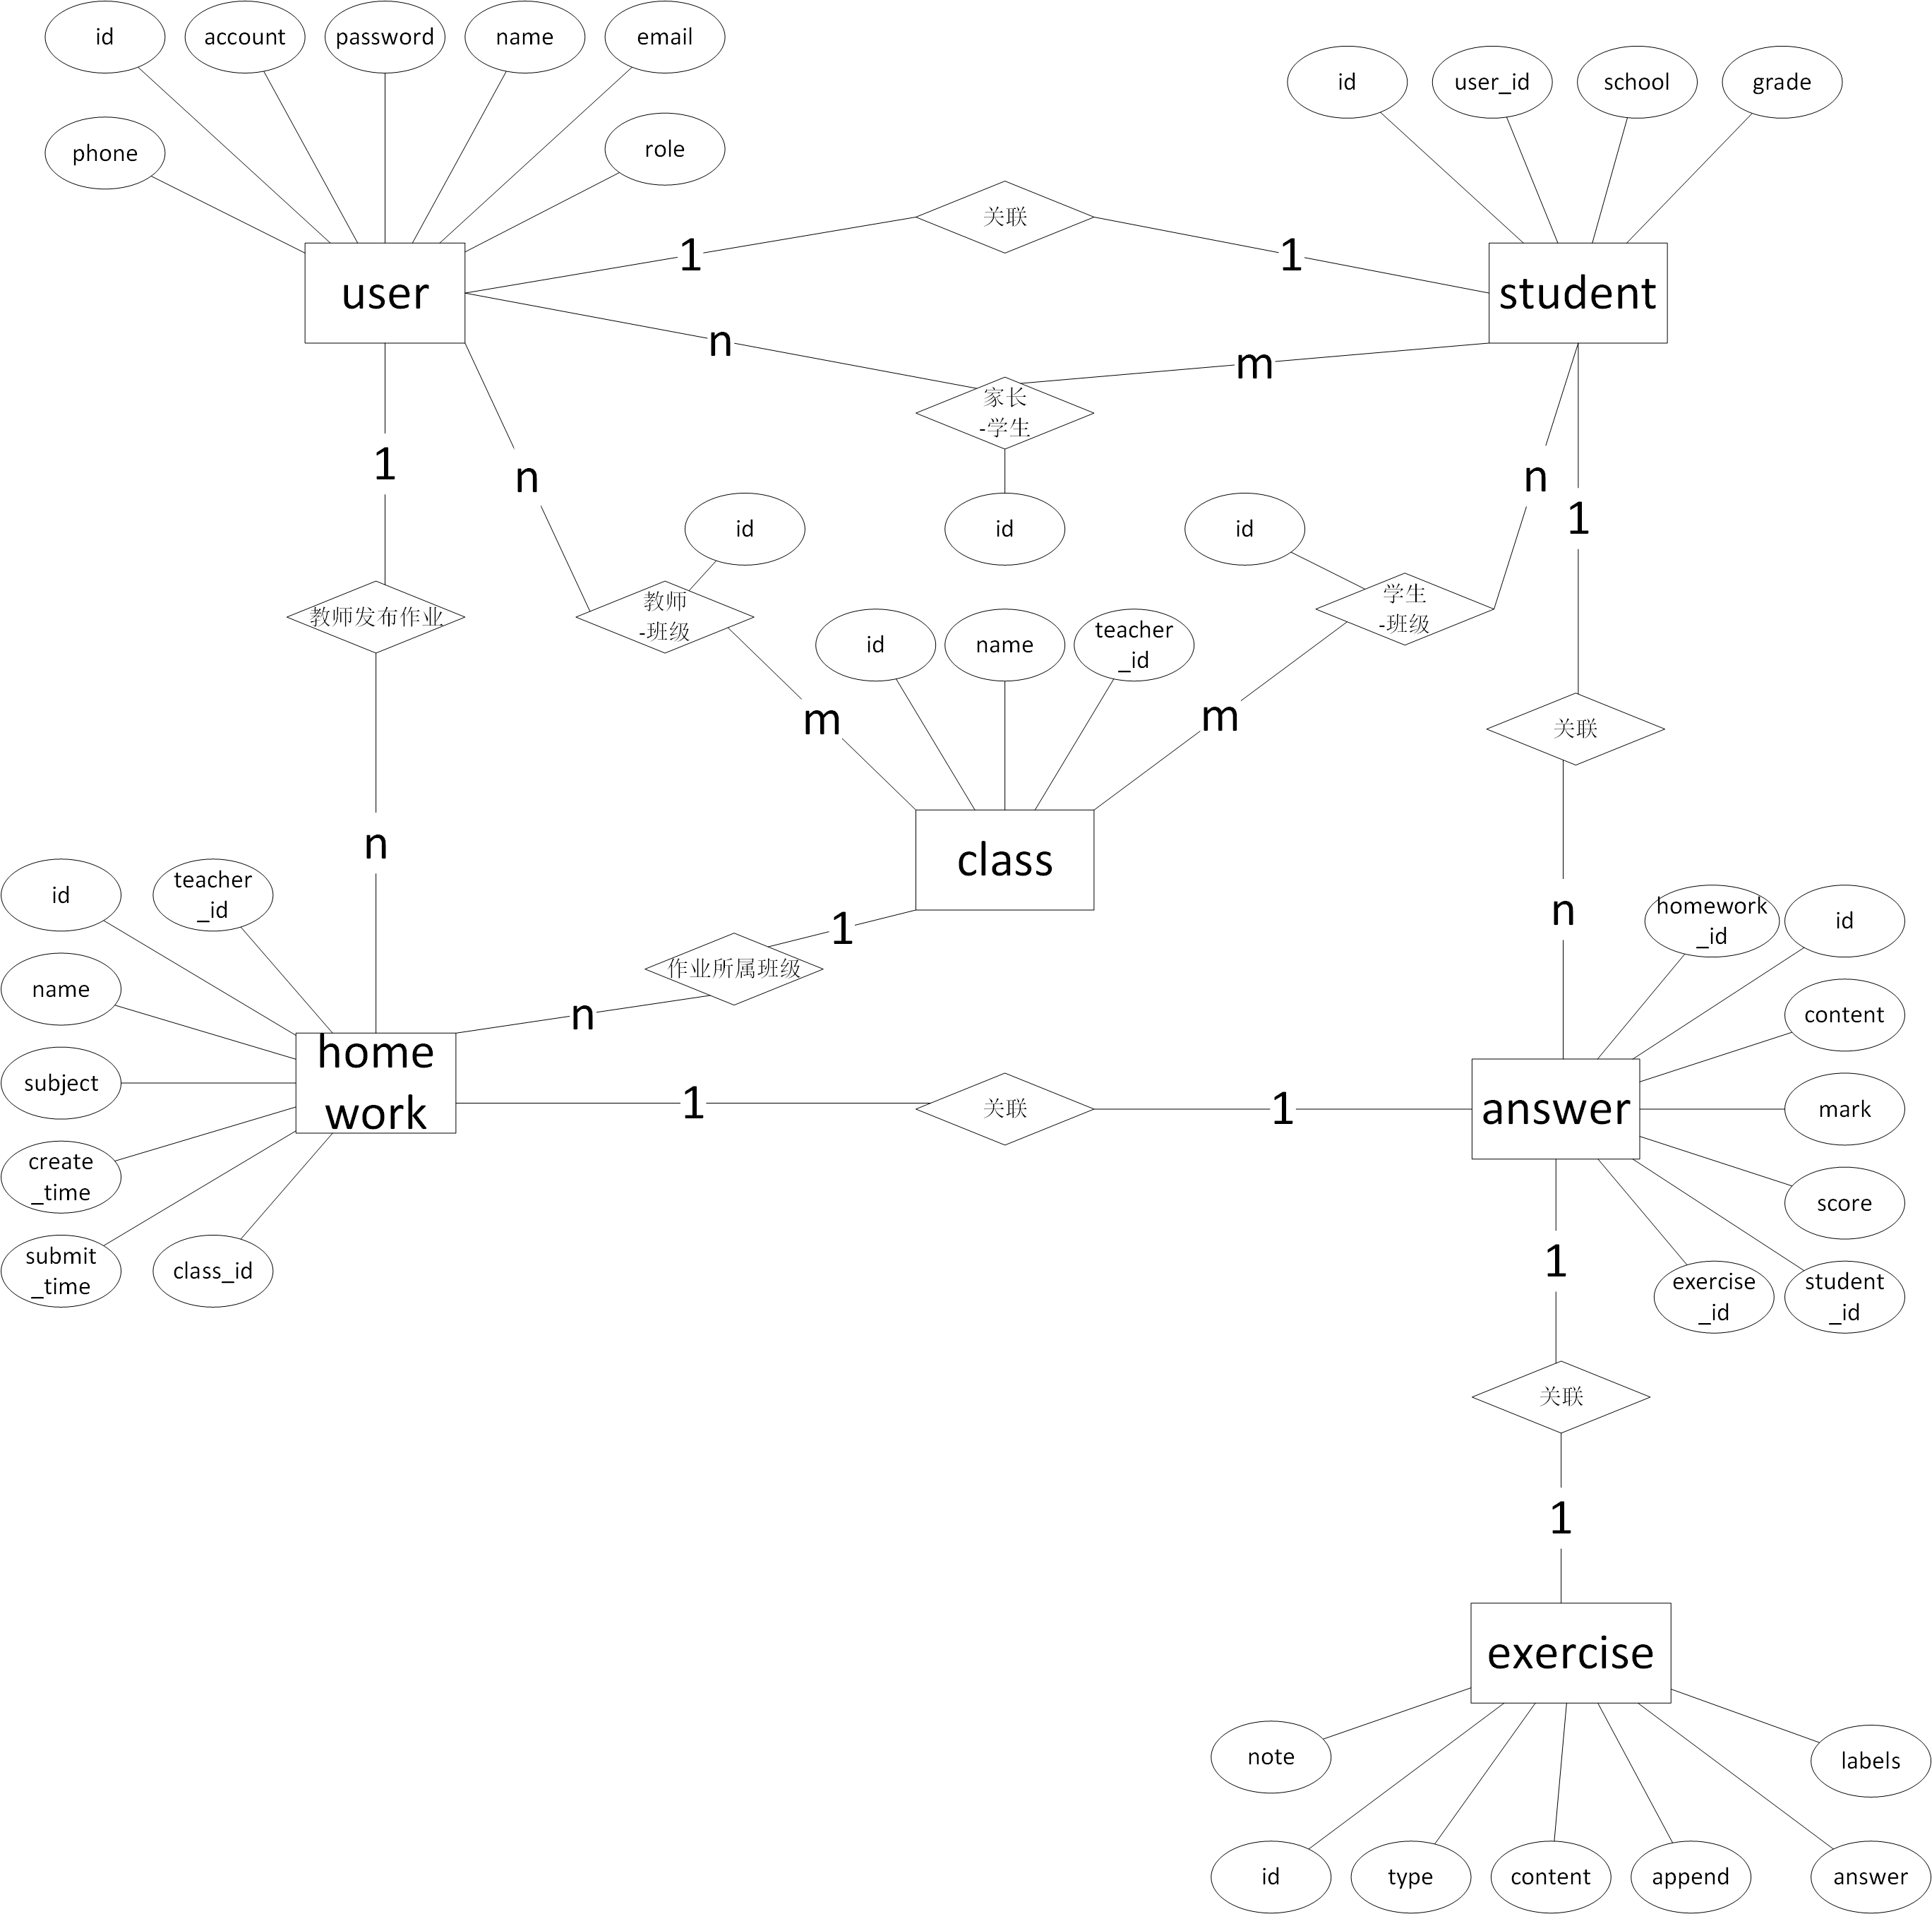 id
account
password
name
email
phone
role
id
user_id
school
grade
user
student
关联
1
1
n
m
家长
-学生
id
1
n
n
1
id
id
教师发布作业
教师
-班级
学生
-班级
id
name
teacher
_id
m
m
关联
n
class
n
id
teacher
_id
homework
_id
id
1
作业所属班级
name
n
content
home
work
subject
1
关联
1
answer
mark
create
_time
score
submit
_time
class_id
1
exercise
_id
student
_id
关联
1
exercise
note
labels
id
type
content
append
answer